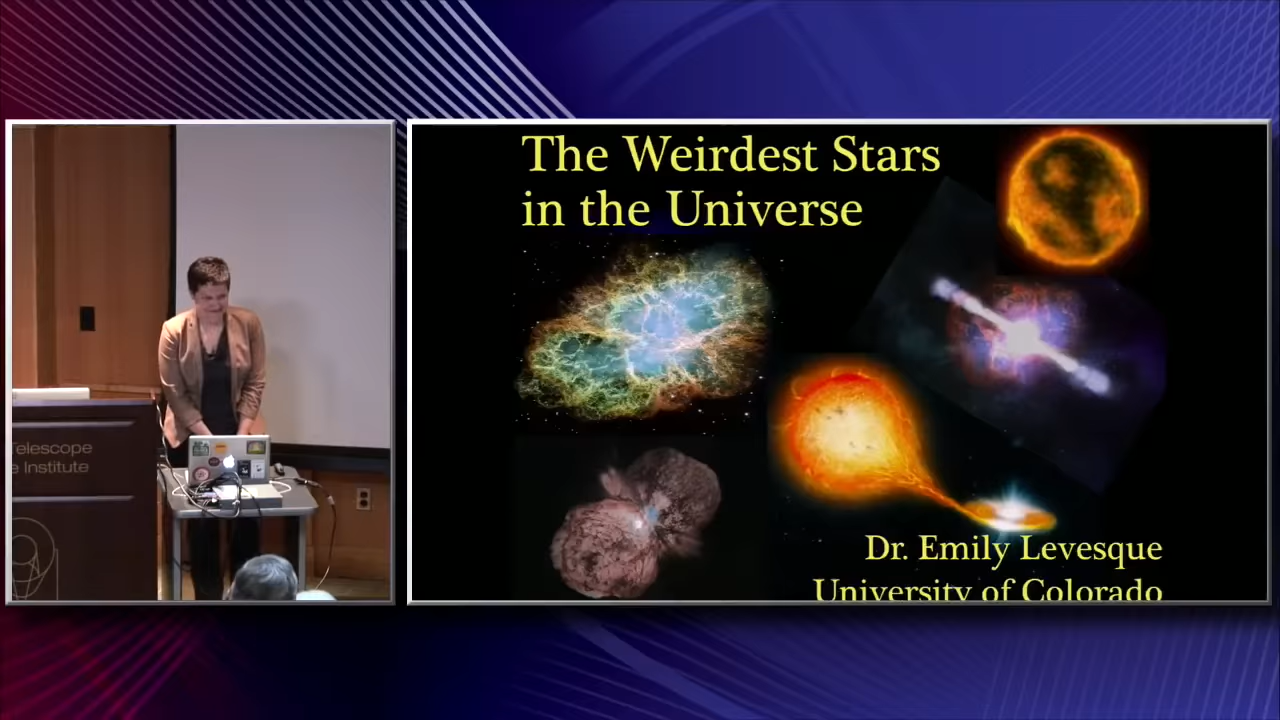 The Weirdest Stars
in the Universe
Dr. Emily Levesque
University of Colorado
Telescope
Institute